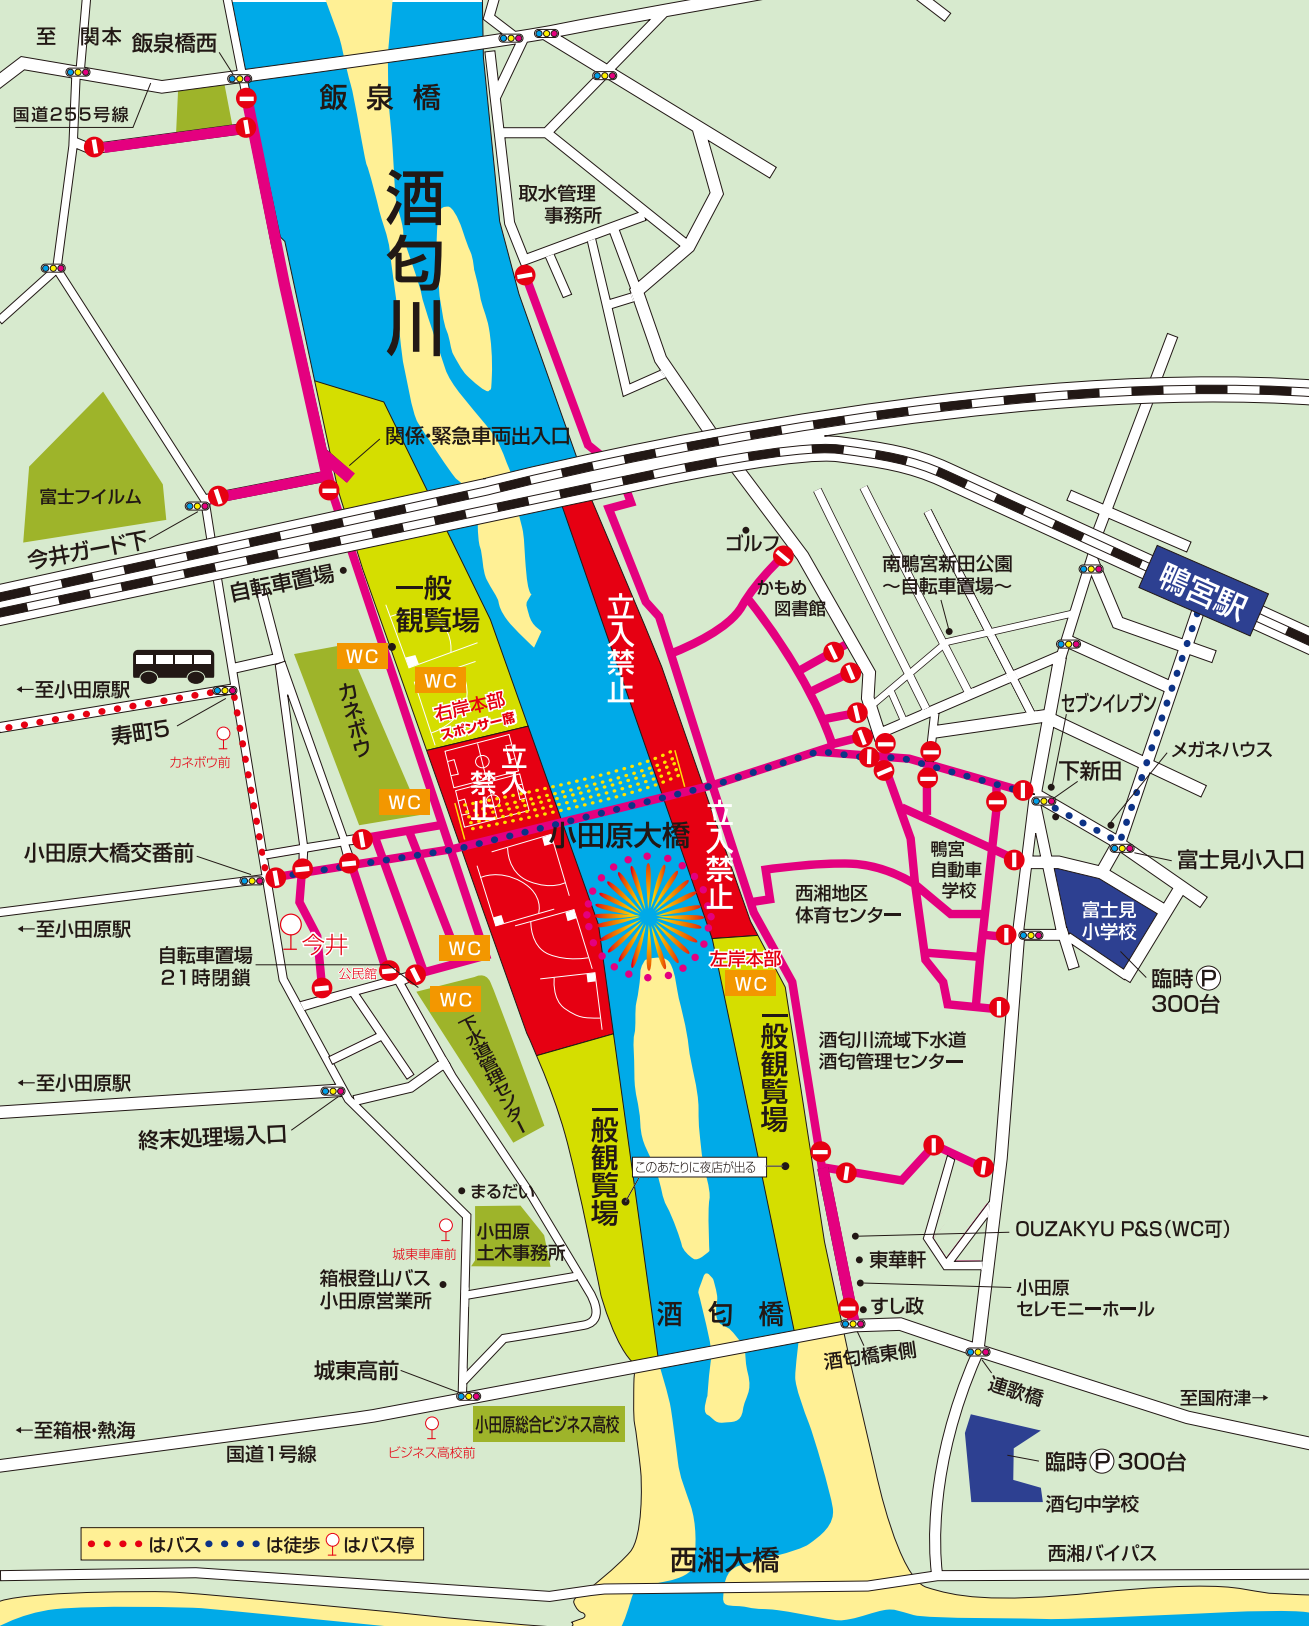 至 関本
飯泉橋西
国道255号線
飯泉橋
酒匂川
取水管理
事務所
関係・緊急車両出入口
富士フイルム
今井ガード下
自転車置場
一般
観覧場
WC
WC
右岸本部
スポンサー席
立入
禁止
立入禁止
ゴルフ
かもめ
図書館
南鴨宮新田公園
～自転車置場～
鴨宮駅
←至小田原駅
寿町5
カネボウ前
カネボウ
WC
セブンイレブン
メガネハウス
下新田
富士見小入口
小田原大橋
立入禁止
小田原大橋交番前
←至小田原駅
鴨宮
自動車
学校
西湘地区
体育センター
富士見
小学校
臨時P
300台
自転車置場
21時閉鎖
今井
公民館
WC
WC
左岸本部
WC
下水道管理センター
一般観覧場
酒匂川流域下水道
酒匂管理センター
←至小田原駅
終末処理場入口
一般観覧場
このあたりに夜店が出る
まるだい
小田原
土木事務所
城東車庫前
箱根登山バス
小田原営業所
OUZAKYU P&S(WC可)
東華軒
小田原
セレモニーホール
すし政
酒匂橋
酒匂橋東側
連歌橋
至国府津→
城東高前
小田原総合ビジネス高校
ビジネス高校前
←至箱根・熱海
国道1号線
臨時P300台
酒匂中学校
西湘大橋
西湘バイパス
はバス
は徒歩
はバス停